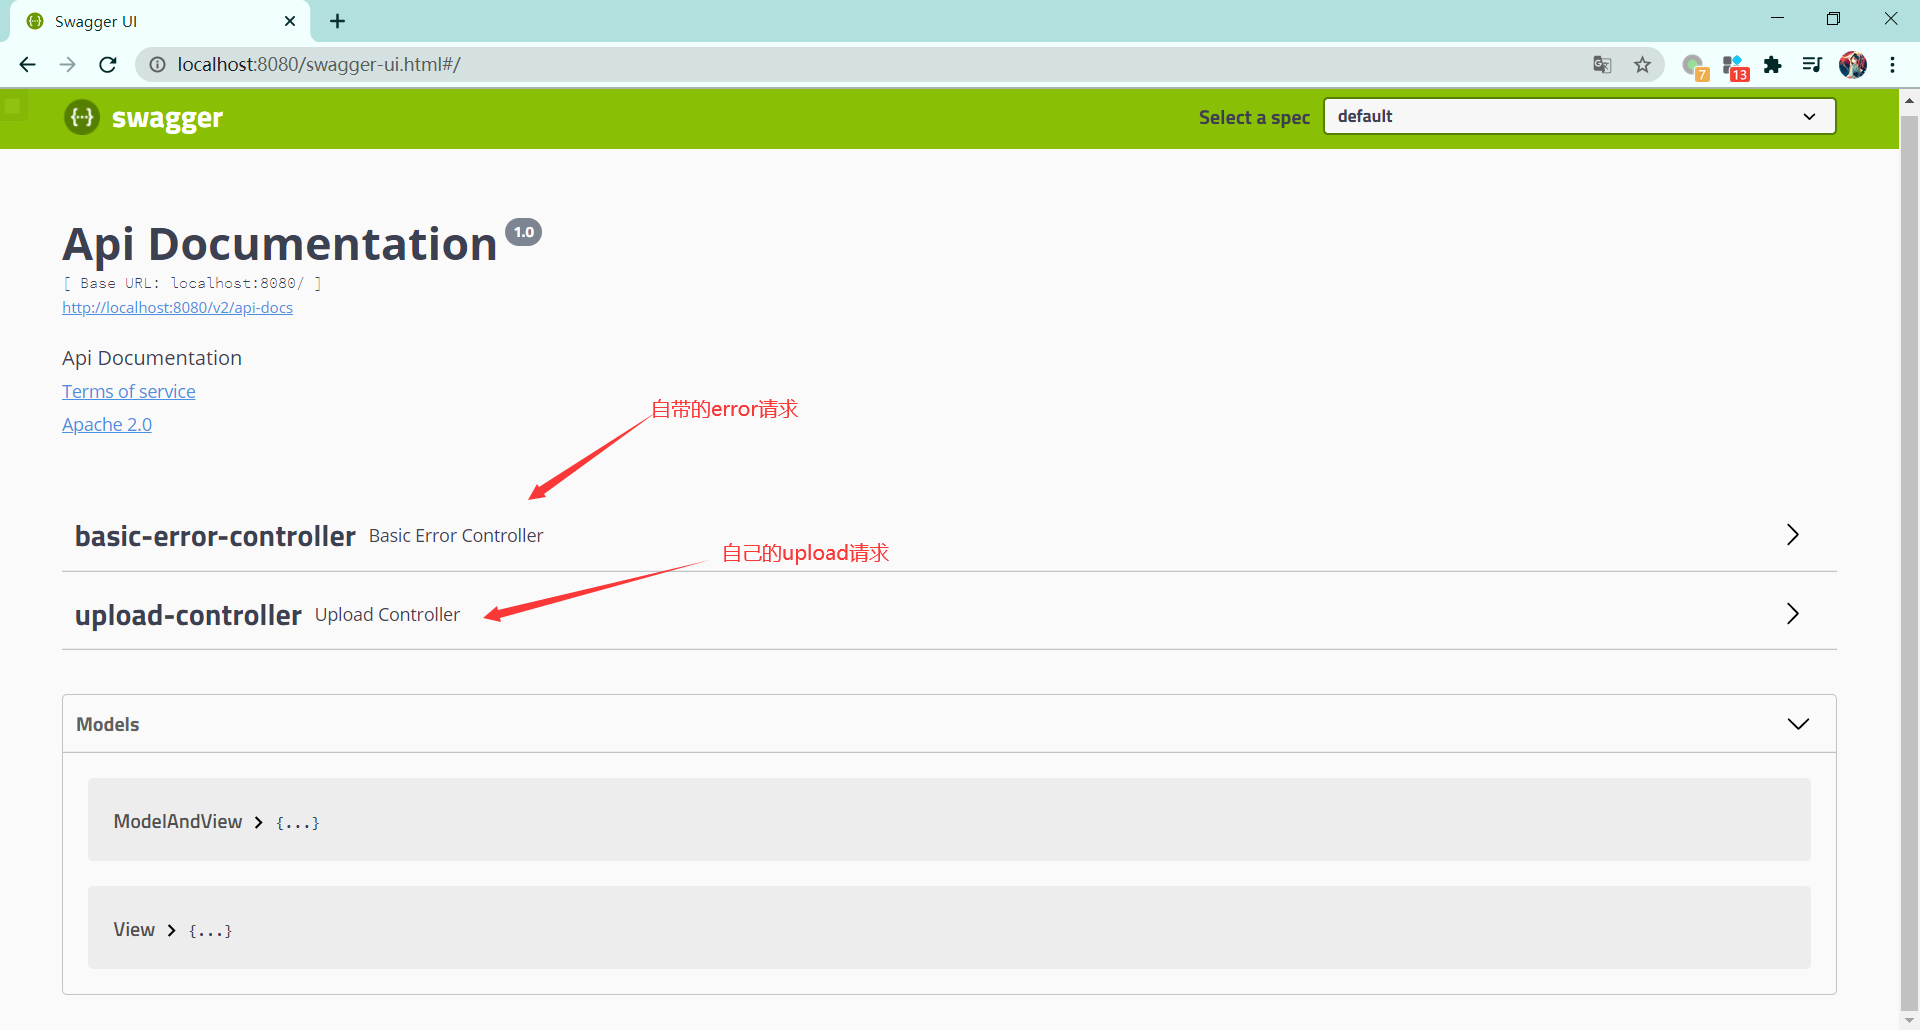 Swagger UI
localhost:8080/swagger-ui.html#/
7
13
swagger
Select a spec
default
Api Documentation 1.0
[ Base URL: localhost:8080/ ]
http://localhost:8080/v2/api-docs
Api Documentation
Terms of service
Apache 2.0
自带的error请求
basic-error-controller Basic Error Controller
自己的upload请求
upload-controller Upload Controller
Models
ModelAndView > {...}
View > {...}